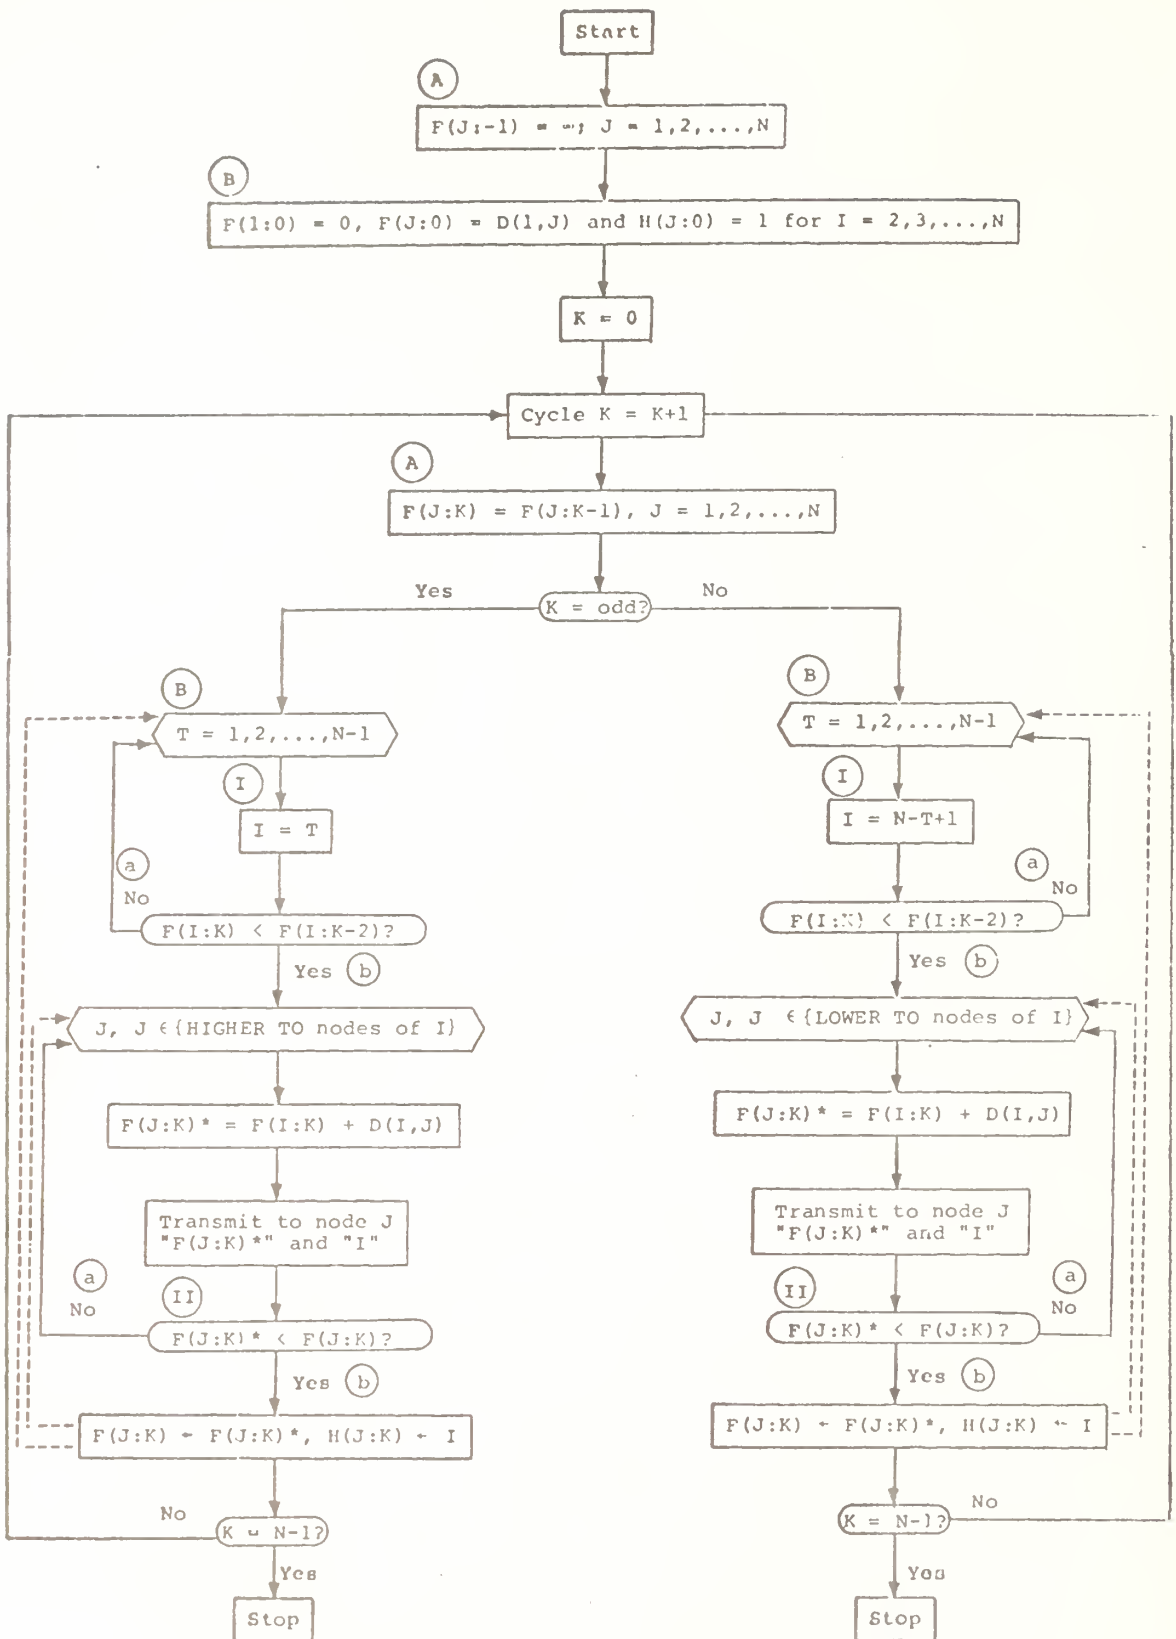 Start
A
F(J:-1) = ∞; J = 1,2,...,N
B
F(1:0) = 0, F(J:0) = D(1,J) and H(J:0) = 1 for I = 2,3,...,N
K = 0
Cycle K = K+1
A
F(J:K) = F(J:K-1), J = 1,2,...,N
Yes
K = odd?
No
B
T = 1,2,...,N-1
I
I = T
a
No
F(I:K) < F(I:K-2)?
Yes b
J, J ∈ {HIGHER TO nodes of I}
F(J:K)* = F(I:K) + D(I,J)
Transmit to node J
"F(J:K)*" and "I"
a
No
II
F(J:K)* < F(J:K)?
Yes b
F(J:K) ← F(J:K)*, H(J:K) ← I
No
K = N-1?
Yes
Stop
B
T = 1,2,...,N-1
I
I = N-T+1
a
No
F(I:K) < F(I:K-2)?
Yes b
J, J ∈ {LOWER TO nodes of I}
F(J:K)* = F(I:K) + D(I,J)
Transmit to node J
"F(J:K)*" and "I"
a
No
II
F(J:K)* < F(J:K)?
Yes b
F(J:K) ← F(J:K)*, H(J:K) ← I
No
K = N-1?
Yes
Stop